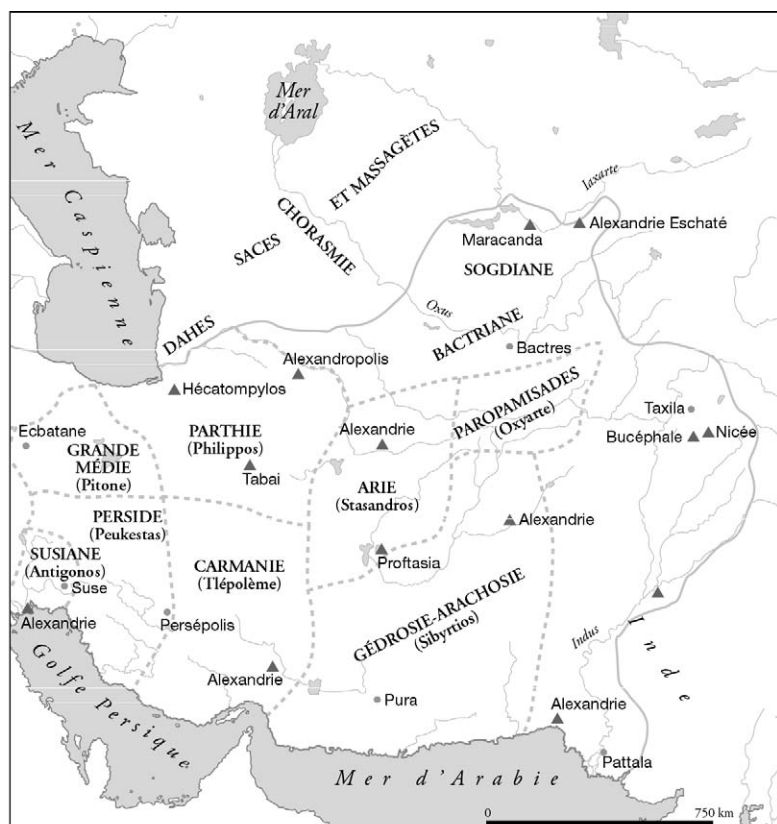 Mer
d'Aral
Mer Caspienne
ET MASSAGÈTES
Iaxarte
CHORASMIE
SACES
Maracanda
Alexandrie Eschaté
SOGDIANE
DAHES
Oxus
BACTRIANE
Bactres
Alexandropolis
Hécatompylos
PAROPAMISADES
(Oxyarte)
Taxila
Ecbatane
PARTHIE
(Philippos)
Alexandrie
Bucéphale
Nicée
GRANDE
MÉDIE
(Pitone)
Tabai
ARIE
(Stasandros)
PERSIDE
(Peukestas)
Alexandrie
SUSIANE
(Antigonos)
CARMANIE
(Tlépolème)
Proftasia
Suse
Alexandrie
Persépolis
GÉDROSIE-ARACHOSIE
(Sibyrtios)
Indus
Inde
Golfe Persique
Alexandrie
Pura
Alexandrie
Pattala
Mer d'Arabie
0 750 km